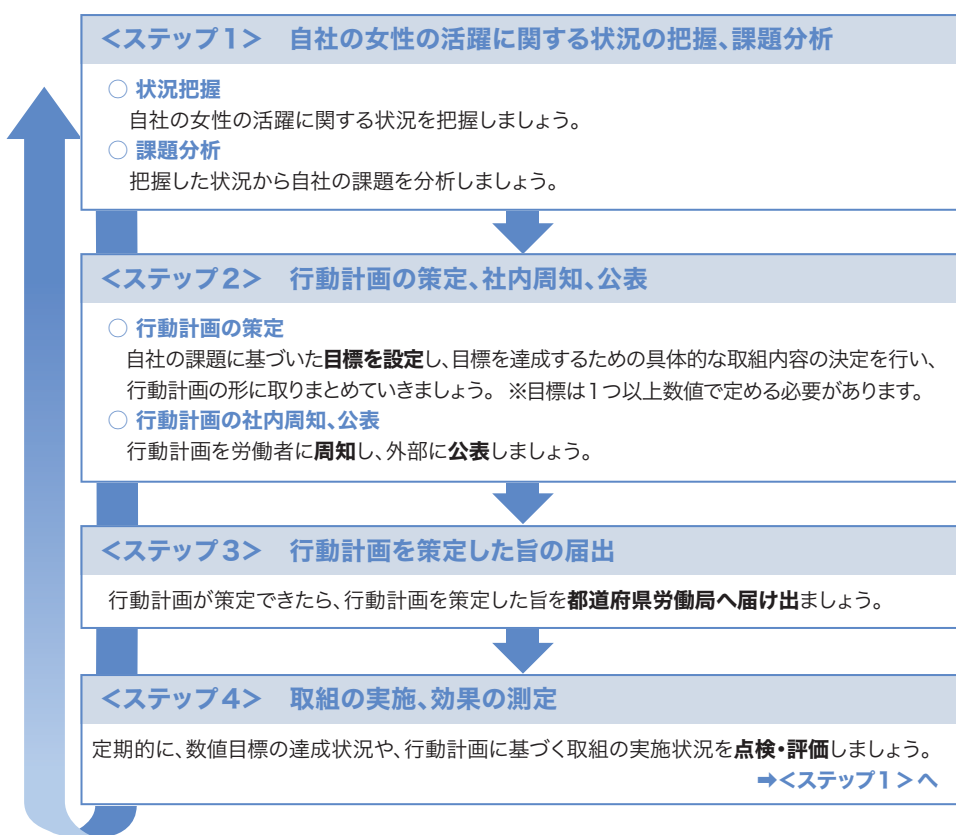 <ステップ1>　自社の女性の活躍に関する状況の把握、課題分析
○ 状況把握
自社の女性の活躍に関する状況を把握しましょう。
○ 課題分析
把握した状況から自社の課題を分析しましょう。
<ステップ2>　行動計画の策定、社内周知、公表
○ 行動計画の策定
自社の課題に基づいた目標を設定し、目標を達成するための具体的な取組内容の決定を行い、
行動計画の形に取りまとめていきましょう。 ※目標は1つ以上数値で定める必要があります。
○ 行動計画の社内周知、公表
行動計画を労働者に周知し、外部に公表しましょう。
<ステップ3>　行動計画を策定した旨の届出
行動計画が策定できたら、行動計画を策定した旨を都道府県労働局へ届け出ましょう。
<ステップ4>　取組の実施、効果の測定
定期的に、数値目標の達成状況や、行動計画に基づく取組の実施状況を点検・評価しましょう。
➡<ステップ1>へ